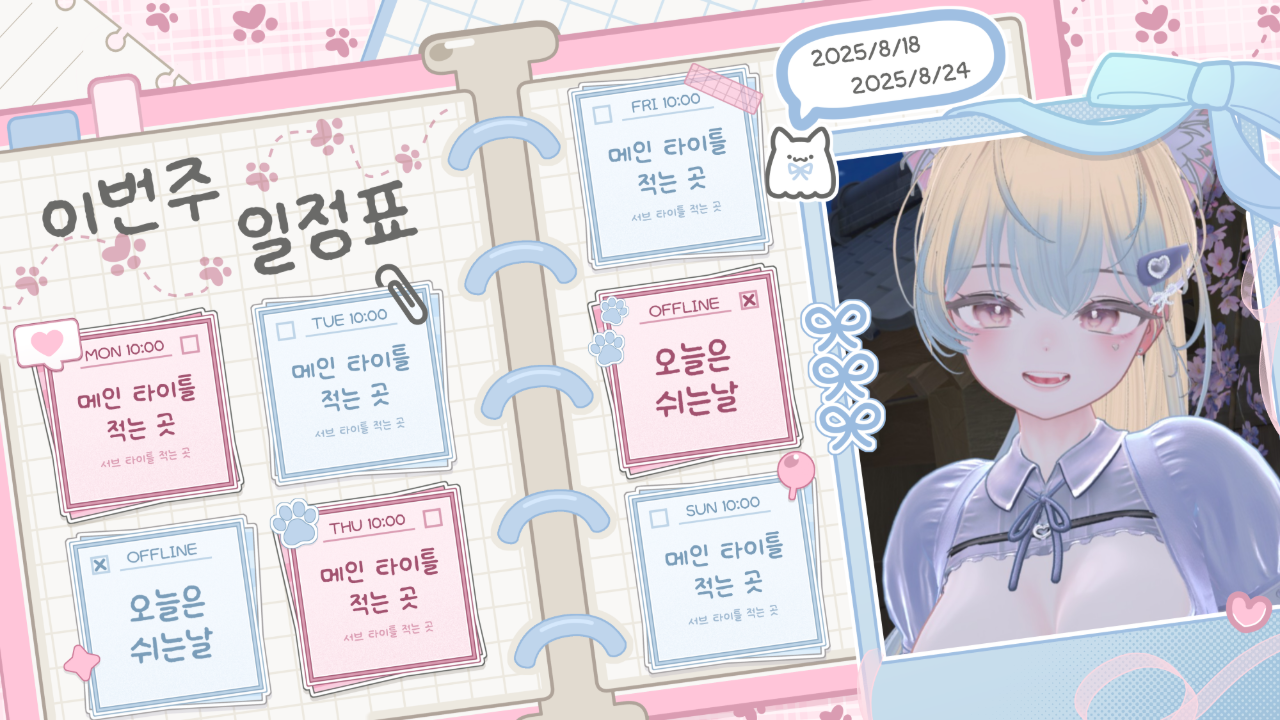 이번주
일정표
MON 10:00
메인 타이틀
적는 곳
서브 타이틀 적는 곳
TUE 10:00
메인 타이틀
적는 곳
서브 타이틀 적는 곳
OFFLINE
오늘은
쉬는날
THU 10:00
메인 타이틀
적는 곳
서브 타이틀 적는 곳
FRI 10:00
메인 타이틀
적는 곳
서브 타이틀 적는 곳
OFFLINE
오늘은
쉬는날
SUN 10:00
메인 타이틀
적는 곳
서브 타이틀 적는 곳
2025/8/18
2025/8/24